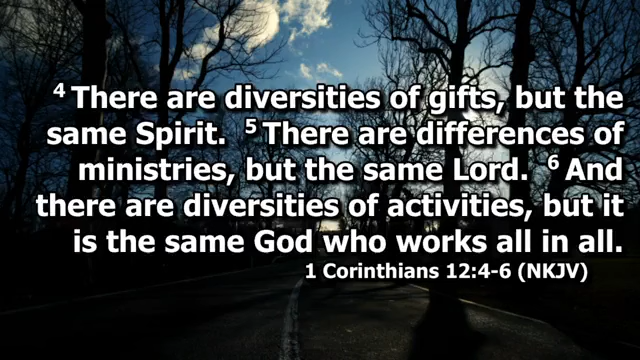 ⁴ There are diversities of gifts, but the
same Spirit. ⁵ There are differences of
ministries, but the same Lord. ⁶ And
there are diversities of activities, but it
is the same God who works all in all.
1 Corinthians 12:4-6 (NKJV)